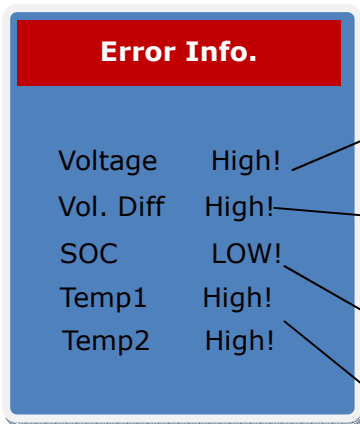 Error Info.
Voltage High!
Vol. Diff High!
SOC LOW!
Temp1 High!
Temp2 High!